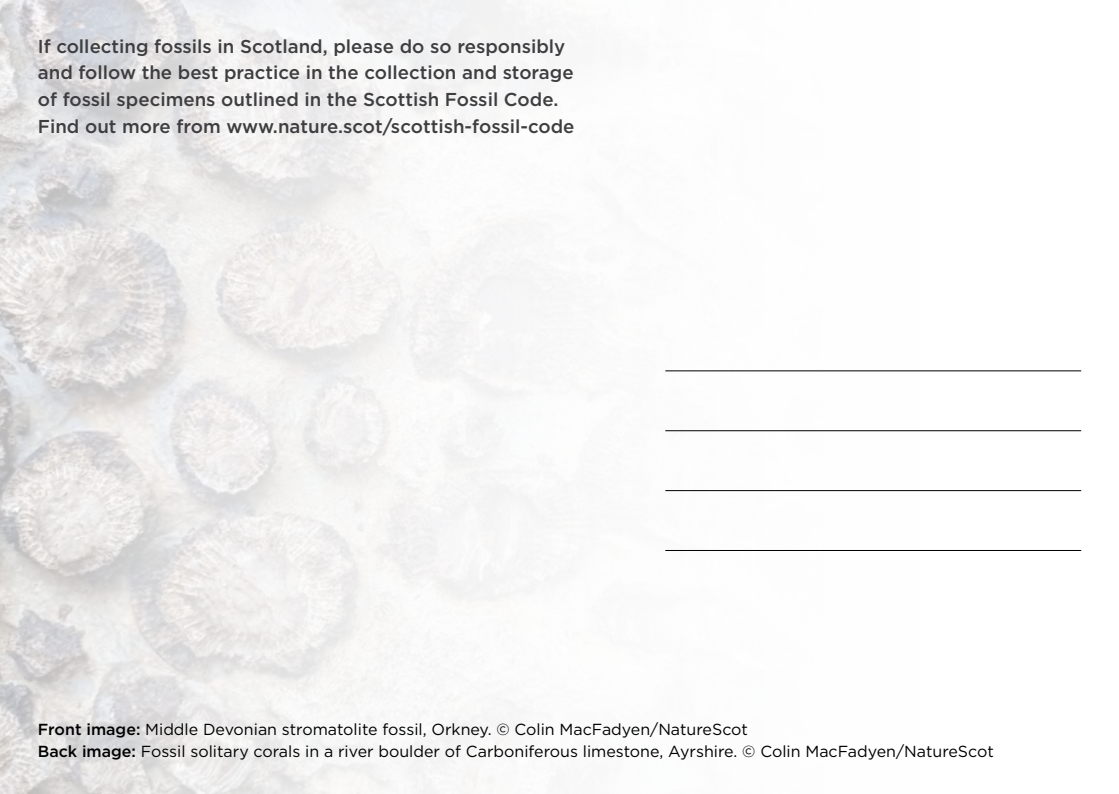 If collecting fossils in Scotland, please do so responsibly
and follow the best practice in the collection and storage
of fossil specimens outlined in the Scottish Fossil Code.
Find out more from www.nature.scot/scottish-fossil-code
Front image: Middle Devonian stromatolite fossil, Orkney. © Colin MacFadyen/NatureScot
Back image: Fossil solitary corals in a river boulder of Carboniferous limestone, Ayrshire. © Colin MacFadyen/NatureScot